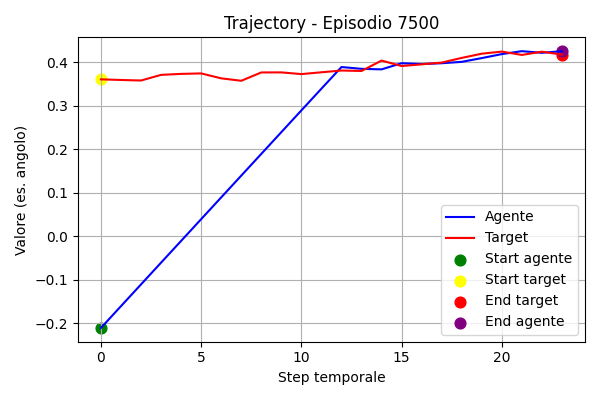 Trajectory - Episodio 7500
Valore (es. angolo)
0.4
0.3
0.2
0.1
0.0
−0.1
−0.2
0
5
10
15
20
Step temporale
Agente
Target
Start agente
Start target
End target
End agente